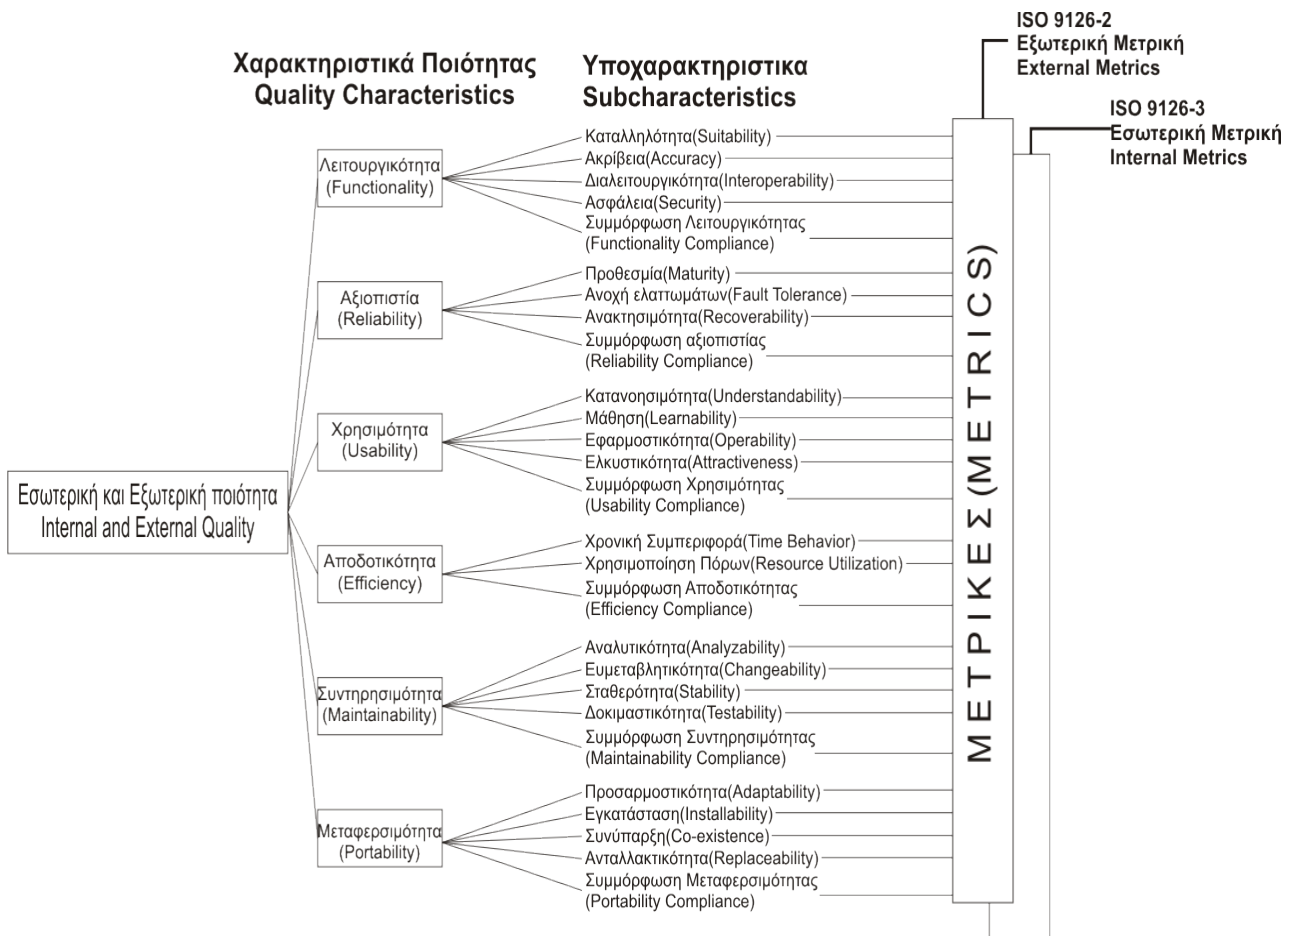 ISO 9126-2
Εξωτερική Μετρική
External Metrics
ISO 9126-3
Εσωτερική Μετρική
Internal Metrics
Χαρακτηριστικά Ποιότητας
Quality Characteristics
Υποχαρακτηριστικα
Subcharacteristics
Εσωτερική και Εξωτερική ποιότητα
Internal and External Quality
Λειτουργικότητα
(Functionality)
Καταλληλότητα(Suitability)
Ακρίβεια(Accuracy)
Διαλειτουργικότητα(Interoperability)
Ασφάλεια(Security)
Συμμόρφωση Λειτουργικότητας
(Functionality Compliance)
Αξιοπιστία
(Reliability)
Προθεσμία(Maturity)
Ανοχή ελαττωμάτων(Fault Tolerance)
Ανακτησιμότητα(Recoverability)
Συμμόρφωση αξιοπιστίας
(Reliability Compliance)
Χρησιμότητα
(Usability)
Κατανοησιμότητα(Understandability)
Μάθηση(Learnability)
Εφαρμοστικότητα(Operability)
Ελκυστικότητα(Attractiveness)
Συμμόρφωση Χρησιμότητας
(Usability Compliance)
Αποδοτικότητα
(Efficiency)
Χρονική Συμπεριφορά(Time Behavior)
Χρησιμοποίηση Πόρων(Resource Utilization)
Συμμόρφωση Αποδοτικότητας
(Efficiency Compliance)
Συντηρησιμότητα
(Maintainability)
Αναλυτικότητα(Analyzability)
Ευμεταβλητικότητα(Changeability)
Σταθερότητα(Stability)
Δοκιμαστικότητα(Testability)
Συμμόρφωση Συντηρησιμότητας
(Maintainability Compliance)
Μεταφερσιμότητα
(Portability)
Προσαρμοστικότητα(Adaptability)
Εγκατάσταση(Installability)
Συνύπαρξη(Co-existence)
Ανταλλακτικότητα(Replaceability)
Συμμόρφωση Μεταφερσιμότητας
(Portability Compliance)
ΜΕΤΡΙΚΕΣ(METRICS)